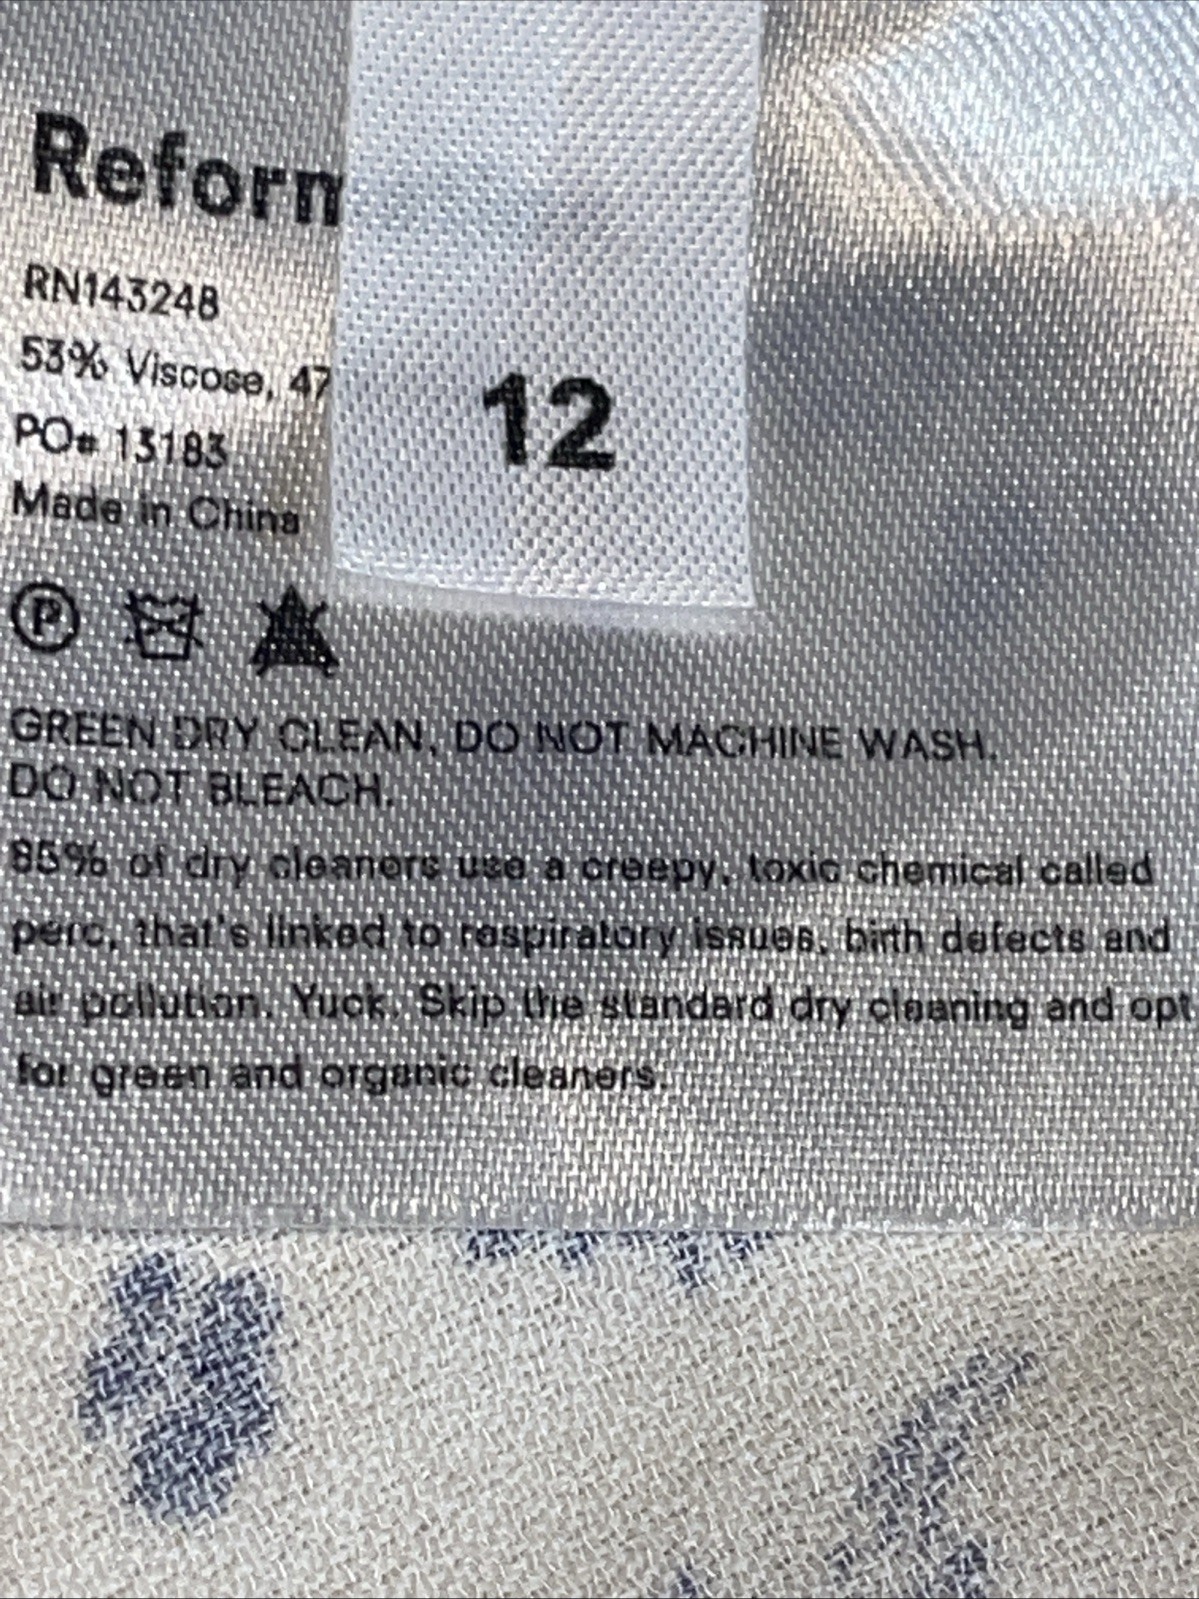 Reform
RN143248
53% Viscose, 47
PO# 13183
Made in China
12
P
GREEN DRY CLEAN, DO NOT MACHINE WASH.
DO NOT BLEACH.
85% of dry cleaners use a creepy, toxic chemical called
perc, that's linked to respiratory issues, birth defects and
air pollution. Yuck. Skip the standard dry cleaning and opt
for green and organic cleaners.